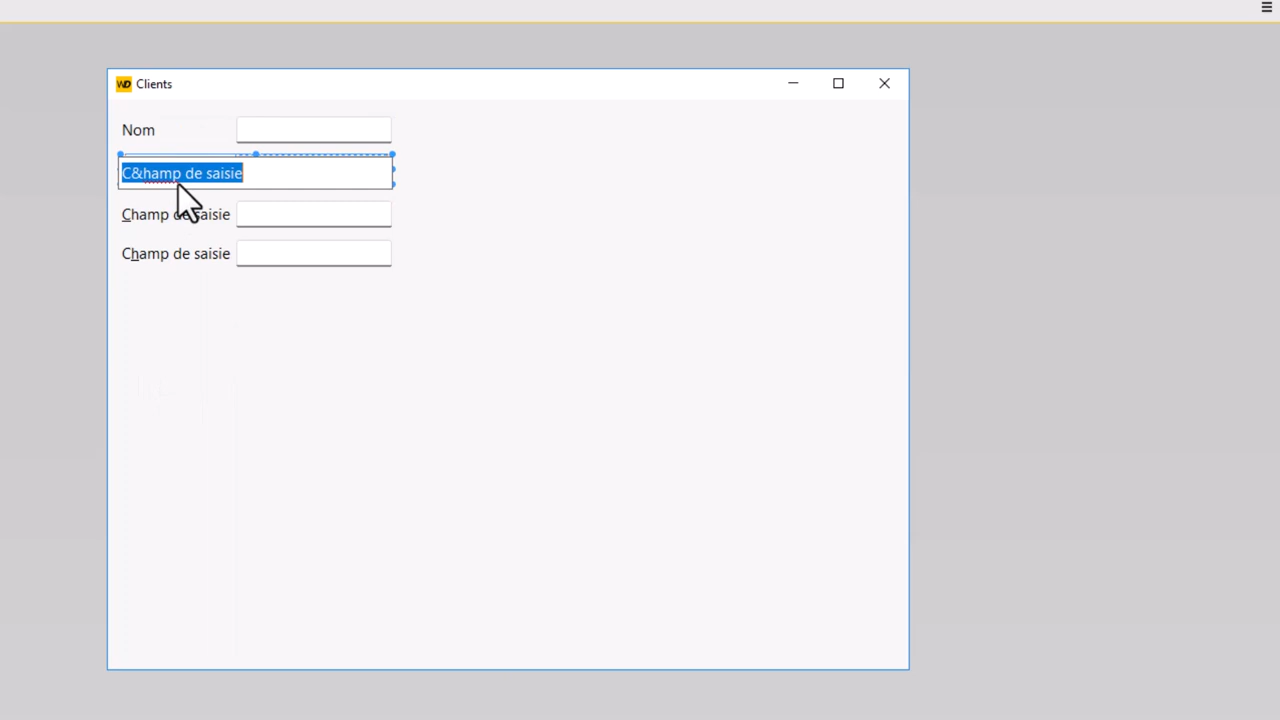 WD Clients
Nom
C&hamp de saisie
Champ de saisie
Champ de saisie